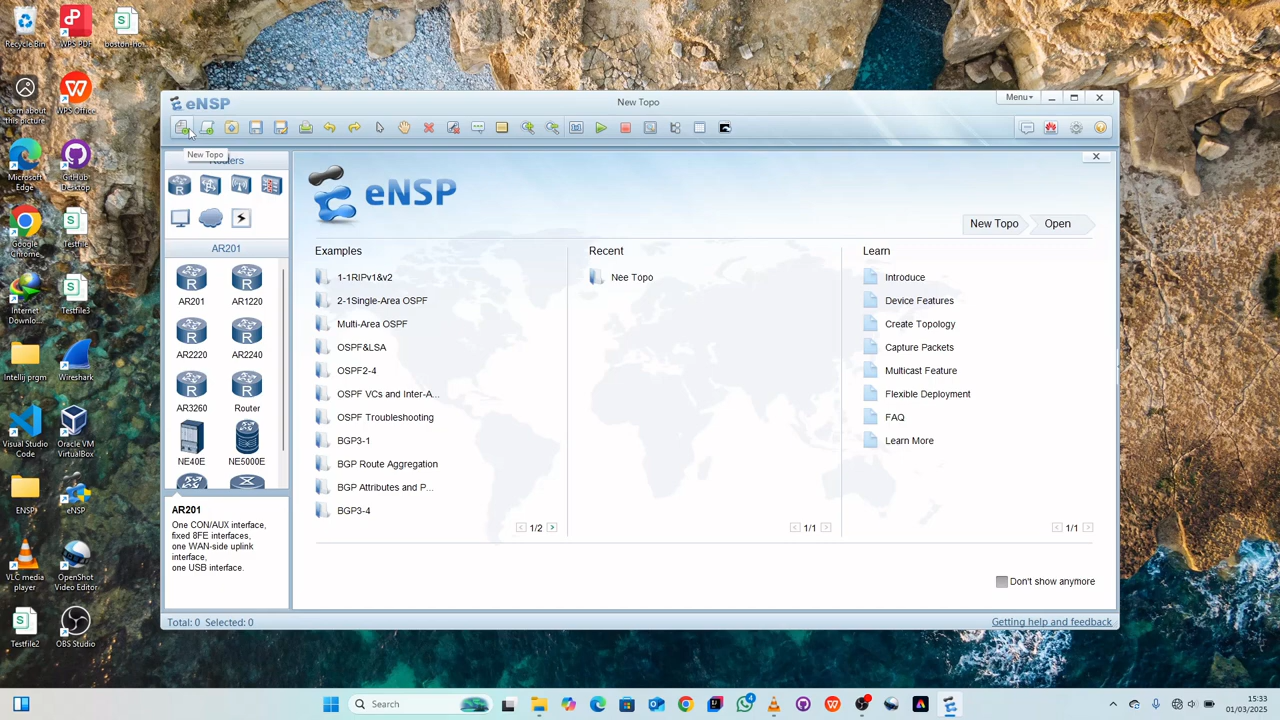 Recycle Bin
WPS PDF
boston-ho...
Learn about this picture
WPS Office
Microsoft Edge
GitHub Desktop
Google Chrome
Testfile
Internet Downlo...
Testfile3
Intellij prgm
Wireshark
Visual Studio Code
Oracle VM VirtualBox
ENSP
eNSP
VLC media player
OpenShot Video Editor
Testfile2
OBS Studio
eNSP
New Topo
Menu
New Topo
Routers
AR201
AR201
AR1220
AR2220
AR2240
AR3260
Router
NE40E
NE5000E
AR201
One CON/AUX interface,
fixed 8FE interfaces,
one WAN-side uplink
interface,
one USB interface.
eNSP
New Topo
Open
Examples
1-1RIPv1&v2
2-1Single-Area OSPF
Multi-Area OSPF
OSPF&LSA
OSPF2-4
OSPF VCs and Inter-A...
OSPF Troubleshooting
BGP3-1
BGP Route Aggregation
BGP Attributes and P...
BGP3-4
1/2
Recent
Nee Topo
1/1
Learn
Introduce
Device Features
Create Topology
Capture Packets
Multicast Feature
Flexible Deployment
FAQ
Learn More
1/1
Don't show anymore
Total: 0 Selected: 0
Getting help and feedback
Search
4
15:33
01/03/2025